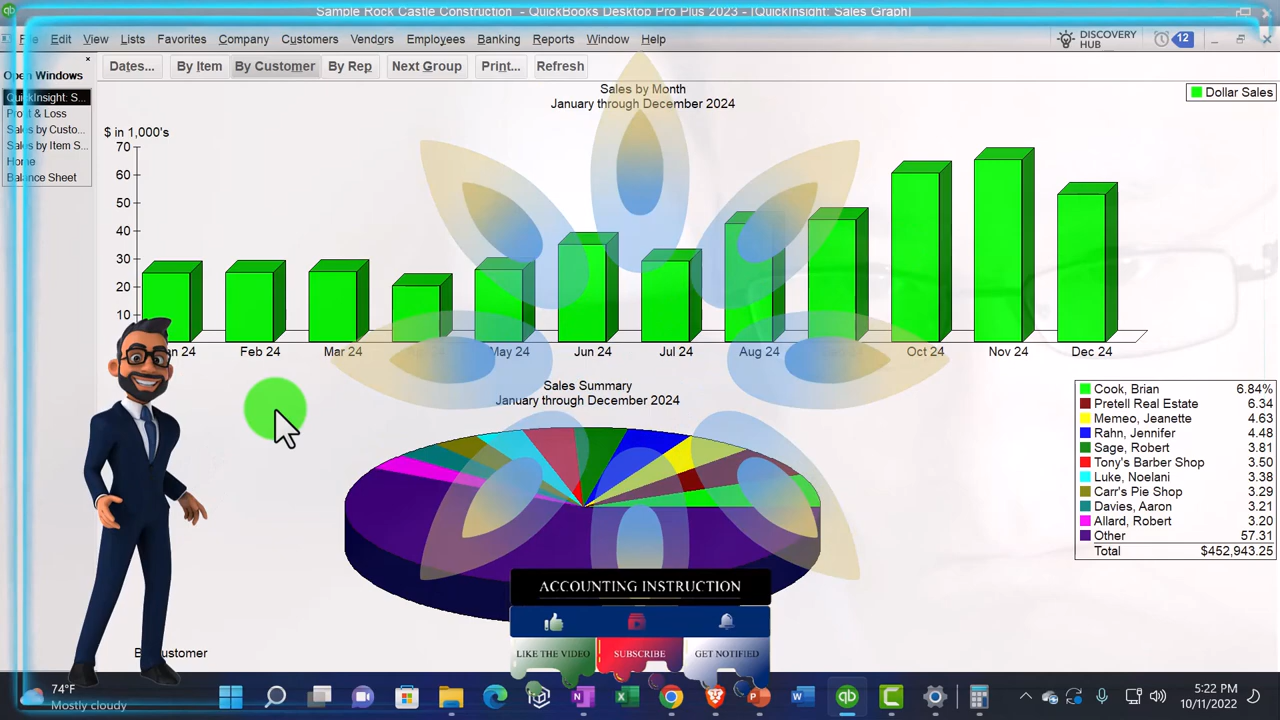 Sample Rock Castle Construction - QuickBooks Desktop Pro Plus 2023 - [QuickInsight: Sales Graph]
File Edit View Lists Favorites Company Customers Vendors Employees Banking Reports Window Help
DISCOVERY HUB 12
Open Windows
Dates... By Item By Customer By Rep Next Group Print... Refresh
QuickInsight: S...
Profit & Loss
Sales by Custo...
Sales by Item S...
Home
Balance Sheet
Sales by Month
January through December 2024
Dollar Sales
$ in 1,000's
70
60
50
40
30
20
10
Feb 24 Mar 24 May 24 Jun 24 Jul 24 Aug 24 Oct 24 Nov 24 Dec 24
Sales Summary
January through December 2024
Cook, Brian 6.84%
Pretell Real Estate 6.34
Memeo, Jeanette 4.63
Rahn, Jennifer 4.48
Sage, Robert 3.81
Tony's Barber Shop 3.50
Luke, Noelani 3.38
Carr's Pie Shop 3.29
Davies, Aaron 3.21
Allard, Robert 3.20
Other 57.31
Total $452,943.25
By Customer
ACCOUNTING INSTRUCTION
LIKE THE VIDEO SUBSCRIBE GET NOTIFIED
74°F
Mostly cloudy
5:22 PM
10/11/2022